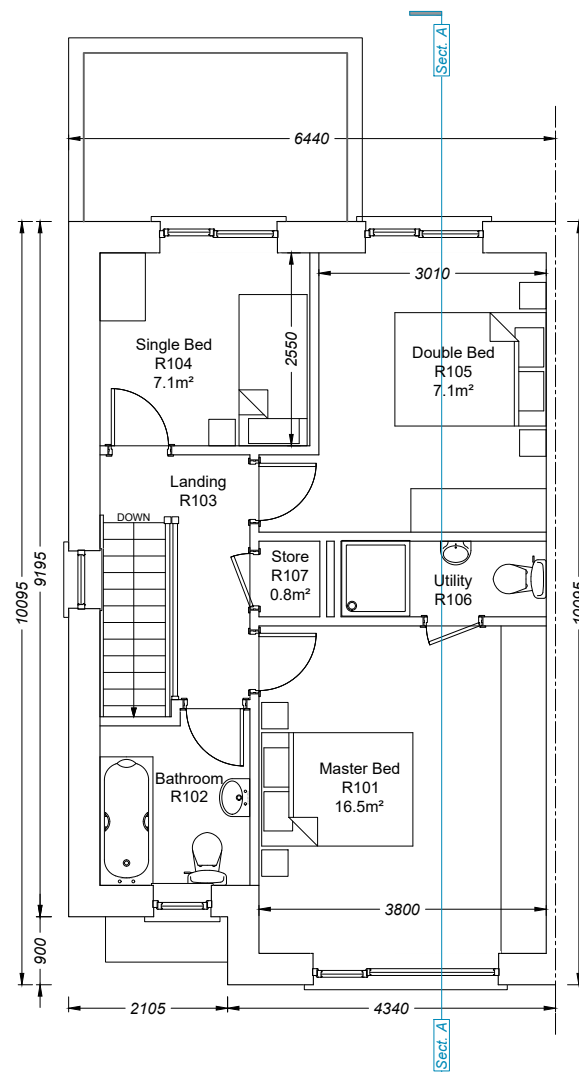 Sect. A
6440
3010
2550
Single Bed
R104
7.1m²
Double Bed
R105
7.1m²
Landing
R103
DOWN
Store
R107
0.8m²
Utility
R106
10095
9195
10095
Master Bed
R101
16.5m²
Bathroom
R102
3800
900
2105
4340
Sect. A